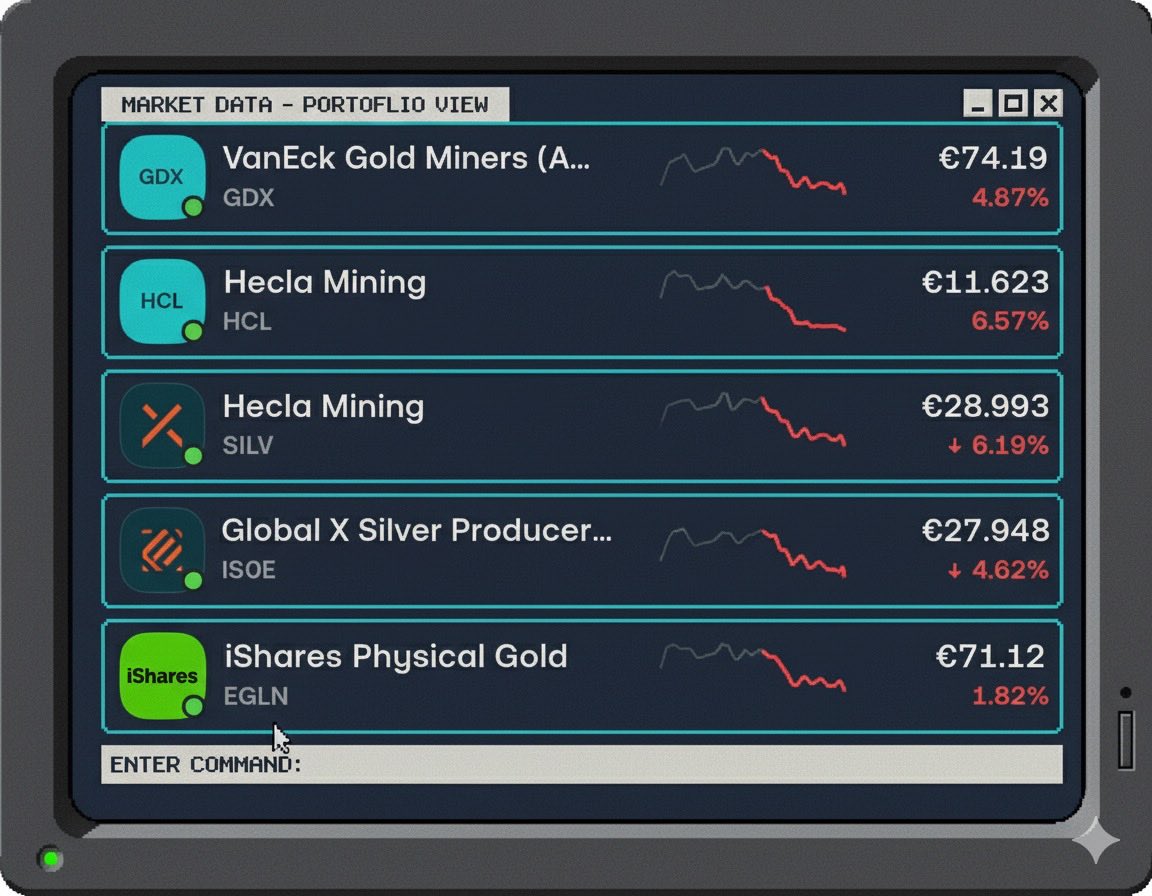 MARKET DATA - PORTOFLIO VIEW
GDX
VanEck Gold Miners (A...
GDX
€74.19
4.87%
HCL
Hecla Mining
HCL
€11.623
6.57%
Hecla Mining
SILV
€28.993
↓ 6.19%
Global X Silver Producer...
ISOE
€27.948
↓ 4.62%
iShares
iShares Physical Gold
EGLN
€71.12
1.82%
ENTER COMMAND: